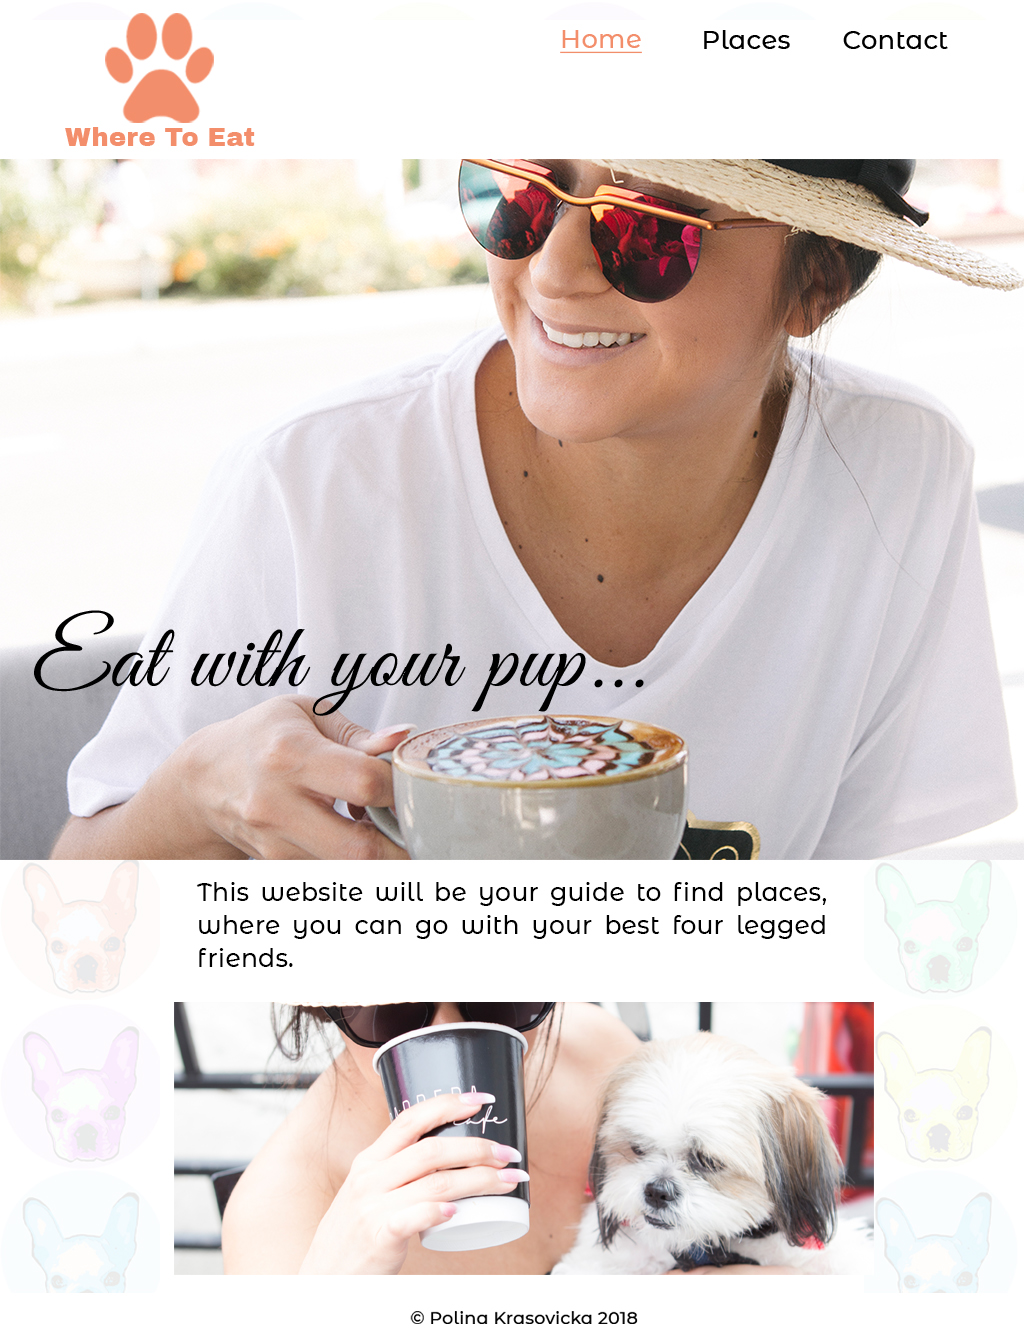 Home Places Contact
Where To Eat
Eat with your pup...
This website will be your guide to find places,
where you can go with your best four legged
friends.
© Polina Krasovicka 2018